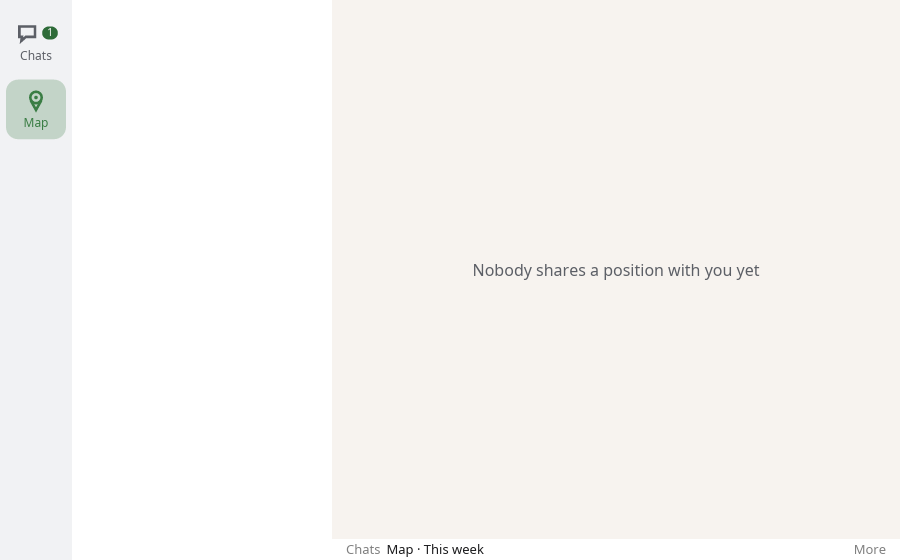 1
Chats
Map
Nobody shares a position with you yet
Chats Map · This week More